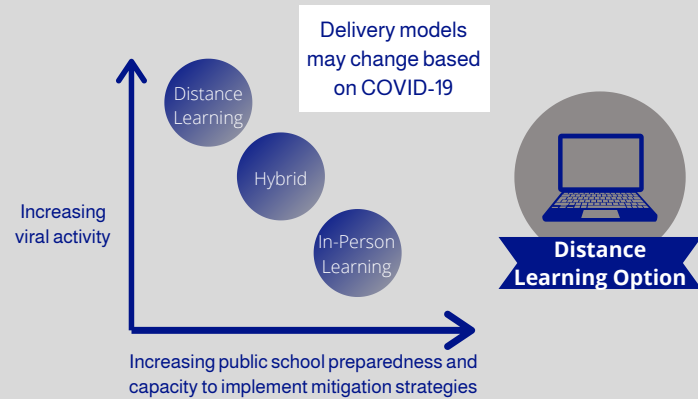 Delivery models
may change based
on COVID-19
Distance
Learning
Hybrid
In-Person
Learning
Increasing
viral activity
Distance
Learning Option
Increasing public school preparedness and
capacity to implement mitigation strategies